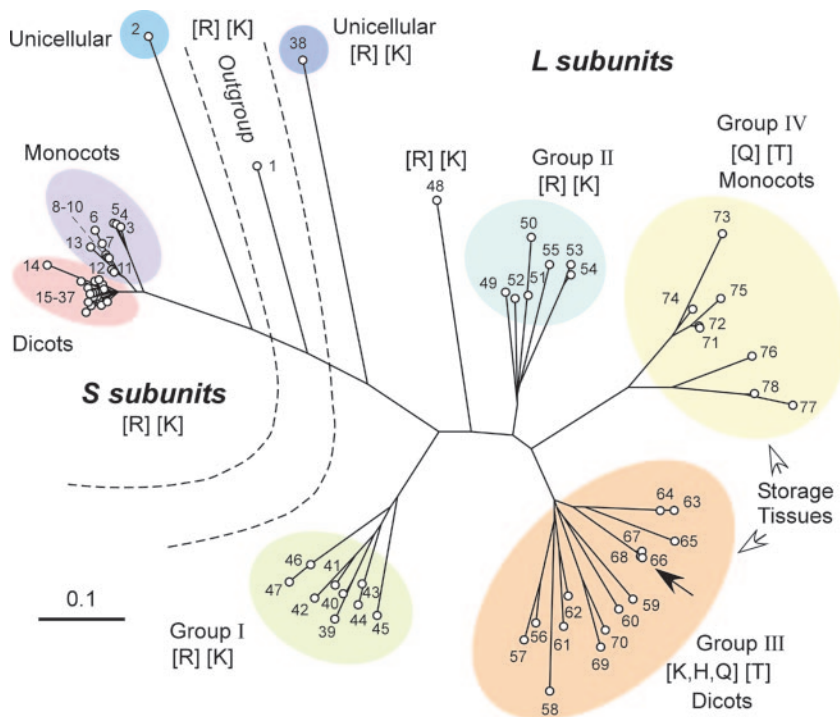 2
[R] [K]
38
Unicellular
Unicellular
[R] [K]
L subunits
Outgroup
1
Monocots
8-10
6
54
3
7
13
14
12
11
15-37
Dicots
[R] [K]
48
Group II
[R] [K]
50
55
53
54
49
52
51
Group IV
[Q] [T]
Monocots
73
74
75
72
71
76
78
77
S subunits
[R] [K]
Storage
Tissues
64
63
67
65
68
66
62
59
60
56
61
70
57
69
58
Group III
[K,H,Q] [T]
Dicots
46
41
47
43
42
40
39
44
45
Group I
[R] [K]
0.1